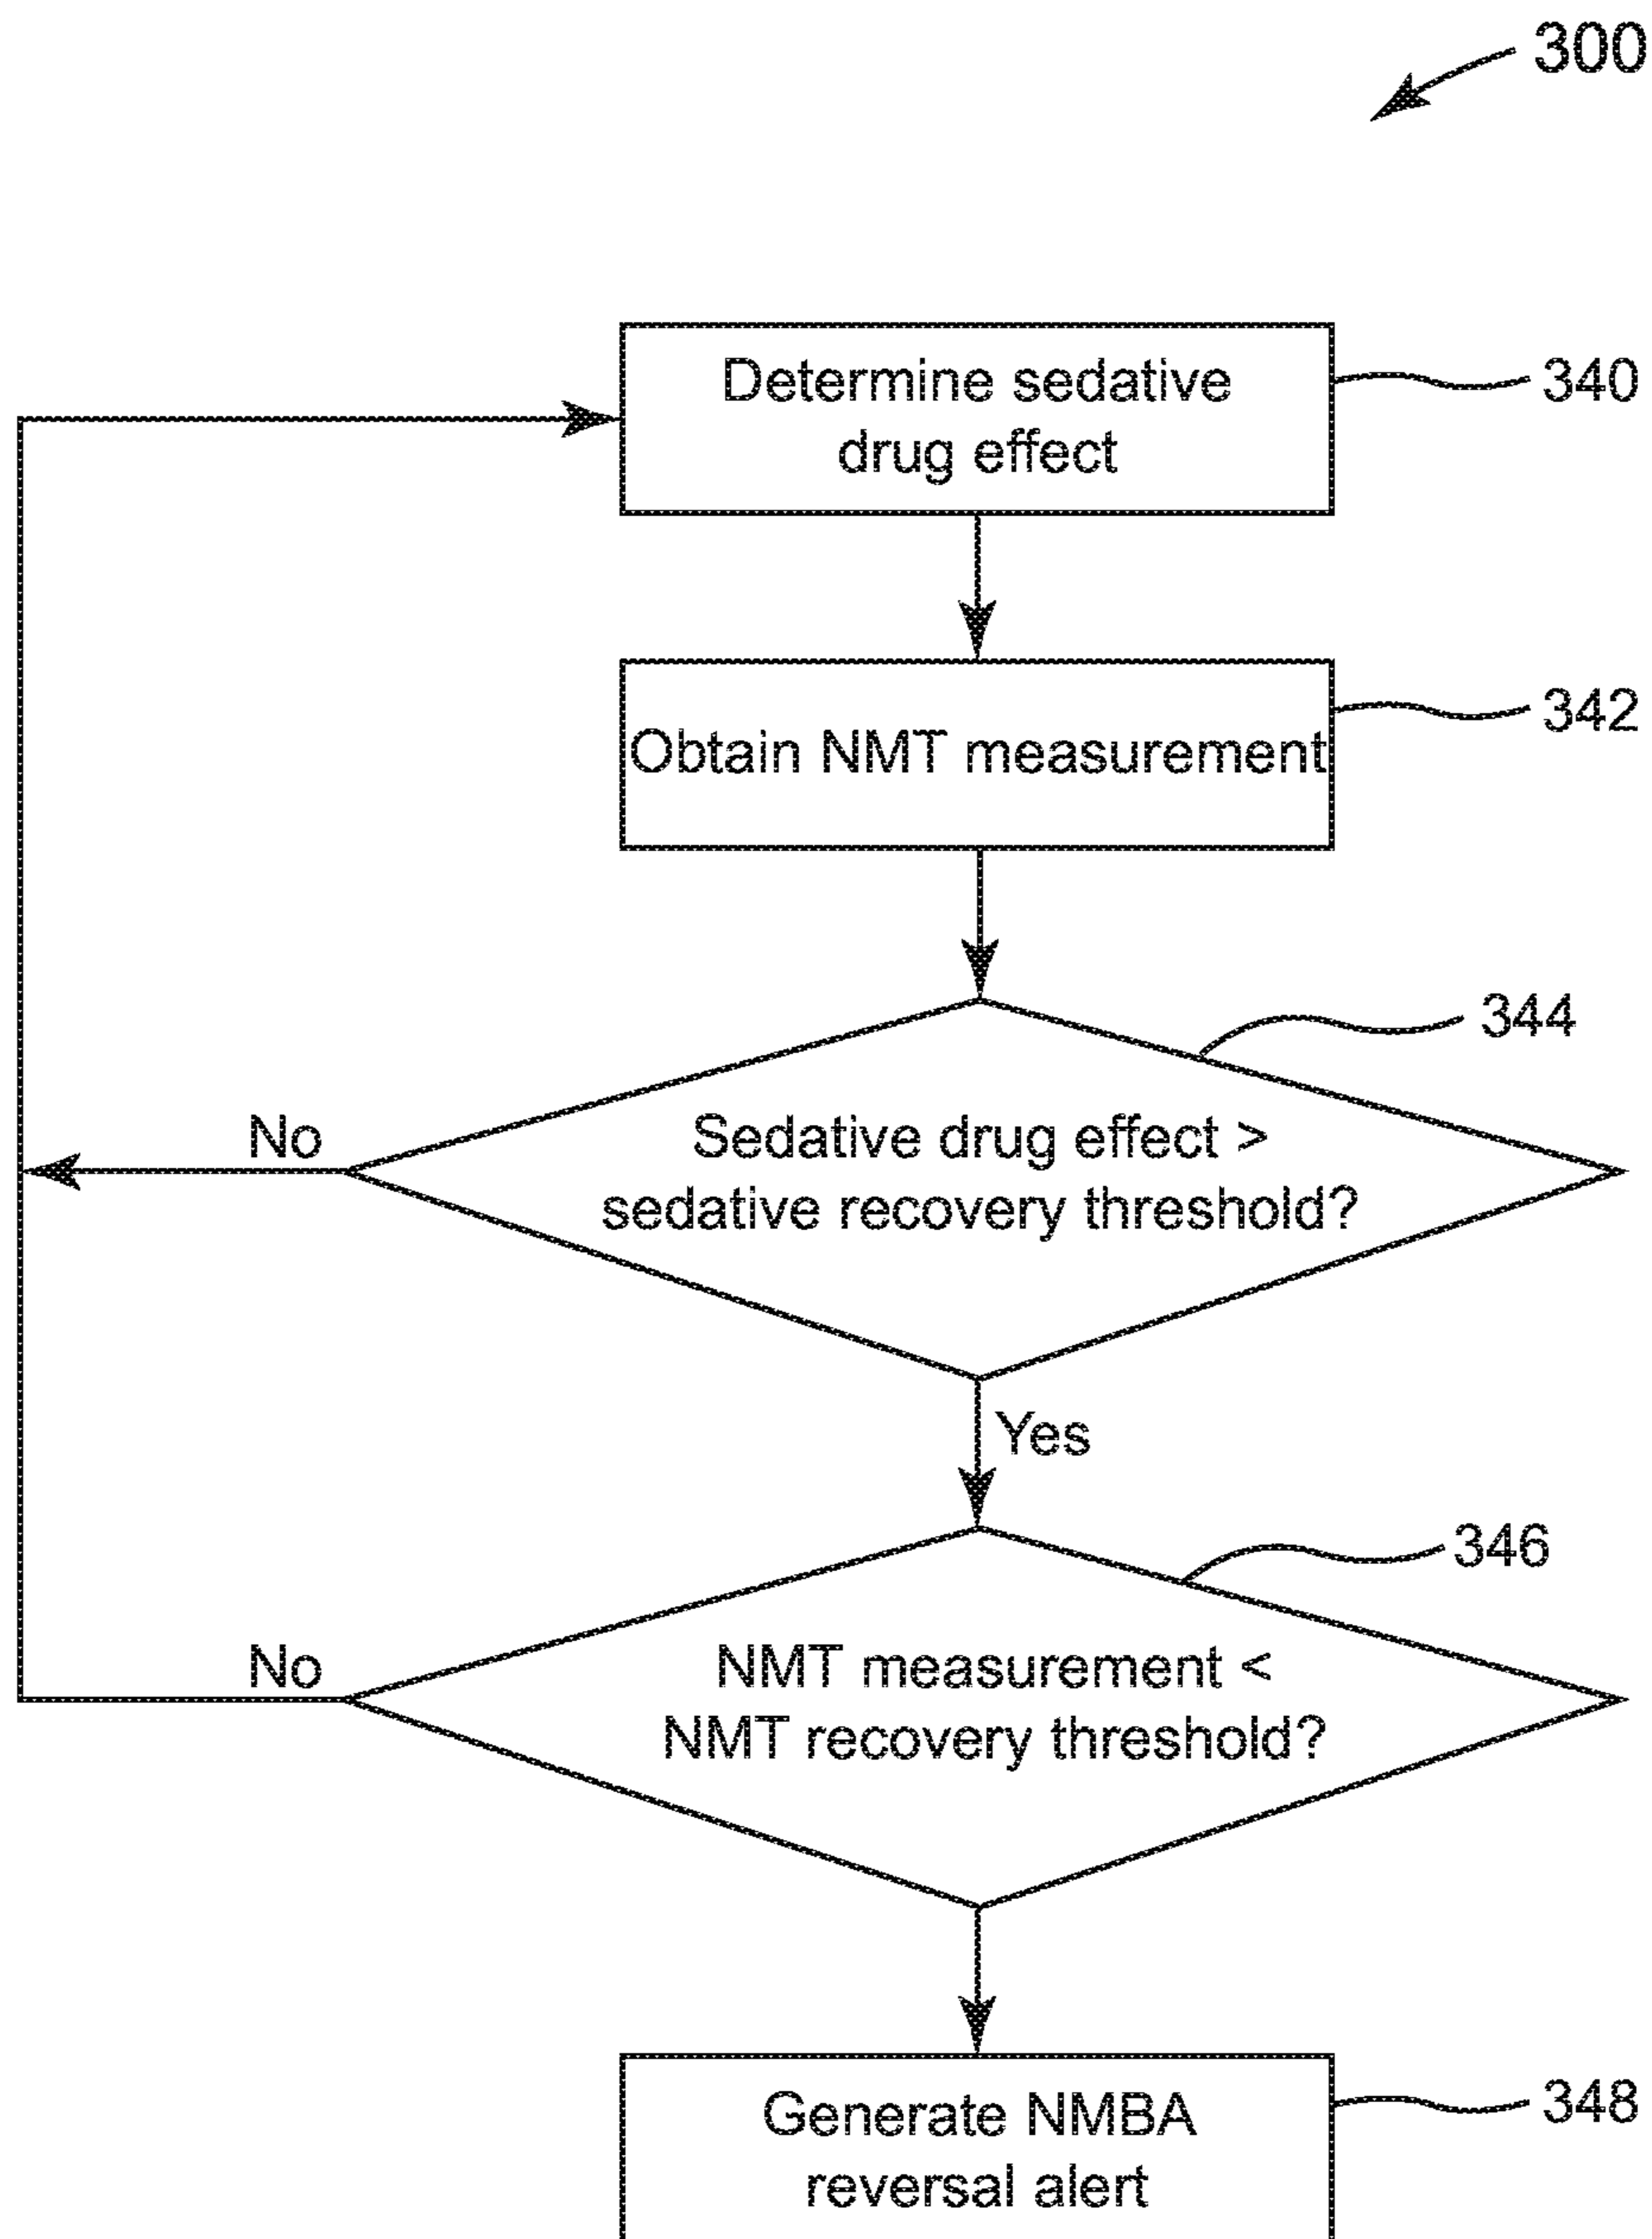 300
Determine sedative
drug effect
340
Obtain NMT measurement
342
344
Sedative drug effect >
sedative recovery threshold?
No
Yes
346
NMT measurement <
NMT recovery threshold?
No
Generate NMBA
reversal alert
348